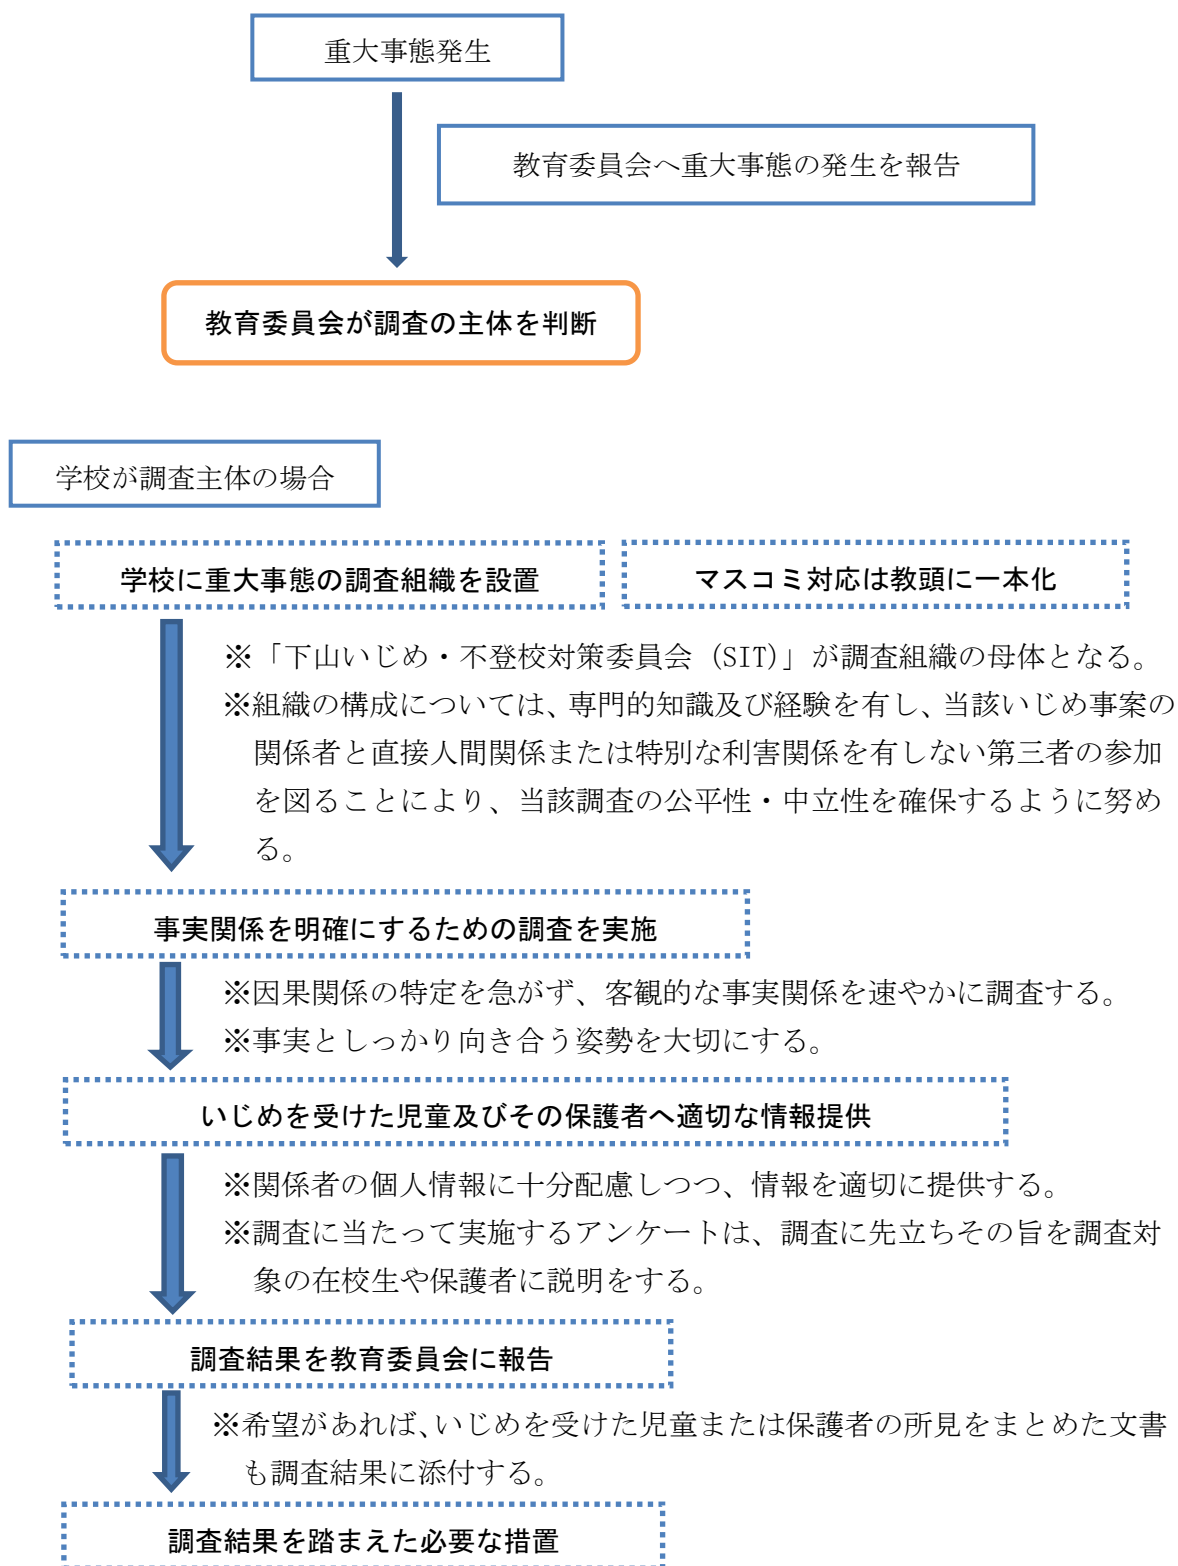 重大事態発生
教育委員会へ重大事態の発生を報告
教育委員会が調査の主体を判断
学校が調査主体の場合
学校に重大事態の調査組織を設置
マスコミ対応は教頭に一本化
※「下山いじめ・不登校対策委員会（SIT）」が調査組織の母体となる。
※組織の構成については、専門的知識及び経験を有し、当該いじめ事案の
関係者と直接人間関係または特別な利害関係を有しない第三者の参加
を図ることにより、当該調査の公平性・中立性を確保するように努め
る。
事実関係を明確にするための調査を実施
※因果関係の特定を急がず、客観的な事実関係を速やかに調査する。
※事実としっかり向き合う姿勢を大切にする。
いじめを受けた児童及びその保護者へ適切な情報提供
※関係者の個人情報に十分配慮しつつ、情報を適切に提供する。
※調査に当たって実施するアンケートは、調査に先立ちその旨を調査対
象の在校生や保護者に説明をする。
調査結果を教育委員会に報告
※希望があれば、いじめを受けた児童または保護者の所見をまとめた文書
も調査結果に添付する。
調査結果を踏まえた必要な措置